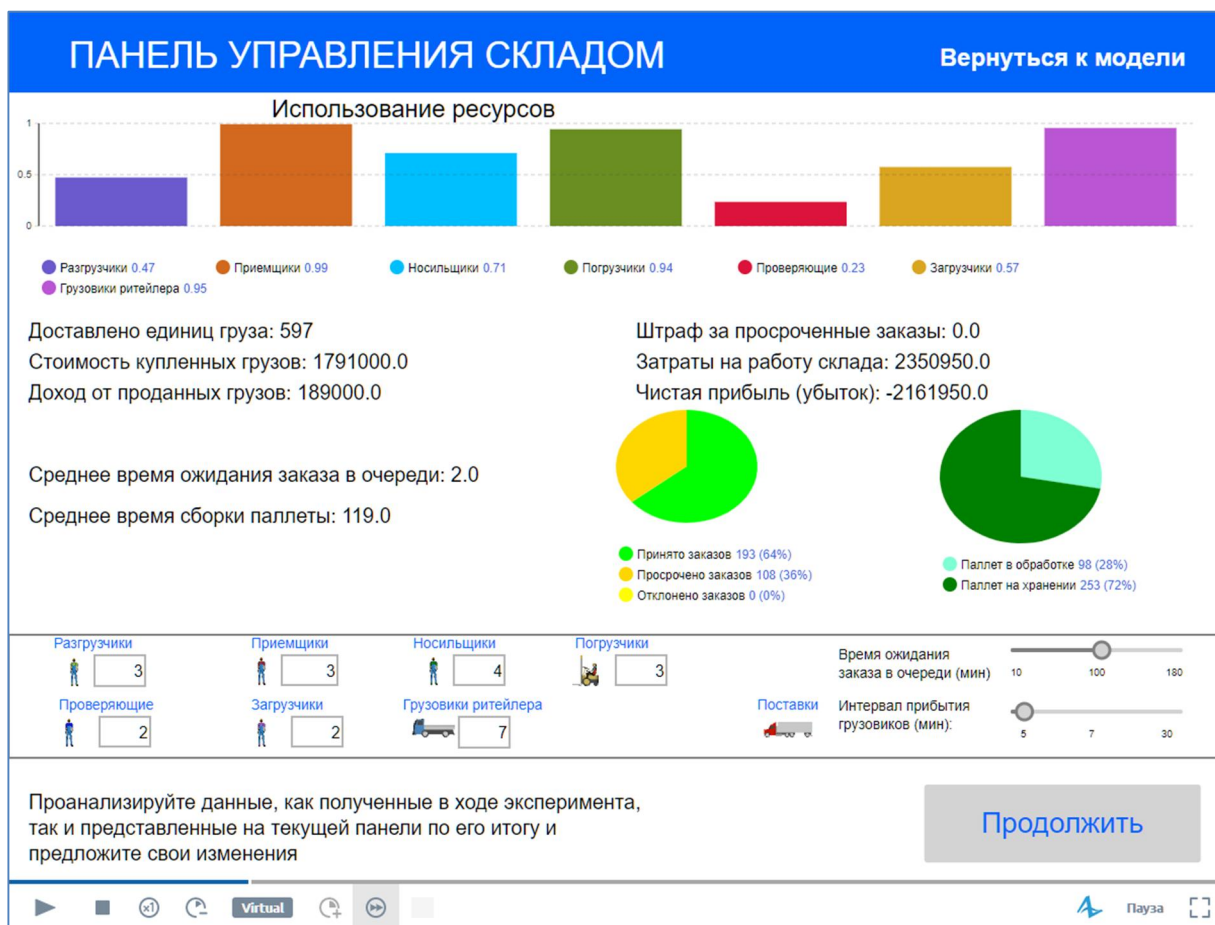 ПАНЕЛЬ УПРАВЛЕНИЯ СКЛАДОМ
Вернуться к модели
Использование ресурсов
1
0.5
0
Разгрузчики 0.47
Приемщики 0.99
Носильщики 0.71
Погрузчики 0.94
Проверяющие 0.23
Загрузчики 0.57
Грузовики ритейлера 0.95
Доставлено единиц груза: 597
Стоимость купленных грузов: 1791000.0
Доход от проданных грузов: 189000.0
Штраф за просроченные заказы: 0.0
Затраты на работу склада: 2350950.0
Чистая прибыль (убыток): -2161950.0
Среднее время ожидания заказа в очереди: 2.0
Среднее время сборки паллеты: 119.0
Принято заказов 193 (64%)
Просрочено заказов 108 (36%)
Отклонено заказов 0 (0%)
Паллет в обработке 98 (28%)
Паллет на хранении 253 (72%)
Разгрузчики
3
Приемщики
3
Носильщики
4
Погрузчики
3
Проверяющие
2
Загрузчики
2
Грузовики ритейлера
7
Поставки
Время ожидания
заказа в очереди (мин)
10 100 180
Интервал прибытия
грузовиков (мин):
5 7 30
Проанализируйте данные, как полученные в ходе эксперимента,
так и представленные на текущей панели по его итогу и
предложите свои изменения
Продолжить
x1
Virtual
Пауза